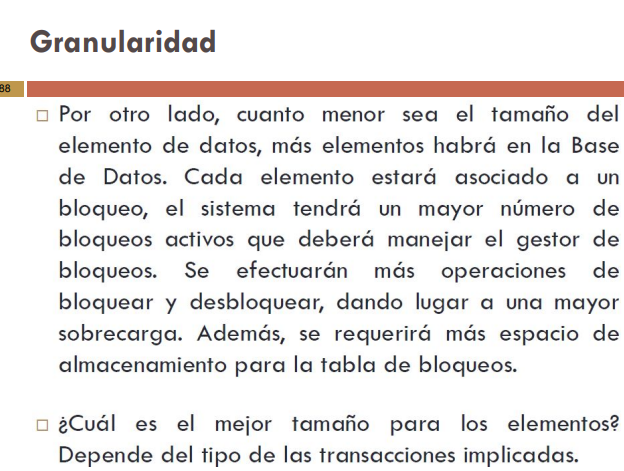 Granularidad
88
Por otro lado, cuanto menor sea el tamaño del
elemento de datos, más elementos habrá en la Base
de Datos. Cada elemento estará asociado a un
bloqueo, el sistema tendrá un mayor número de
bloqueos activos que deberá manejar el gestor de
bloqueos. Se efectuarán más operaciones de
bloquear y desbloquear, dando lugar a una mayor
sobrecarga. Además, se requerirá más espacio de
almacenamiento para la tabla de bloqueos.
¿Cuál es el mejor tamaño para los elementos?
Depende del tipo de las transacciones implicadas.